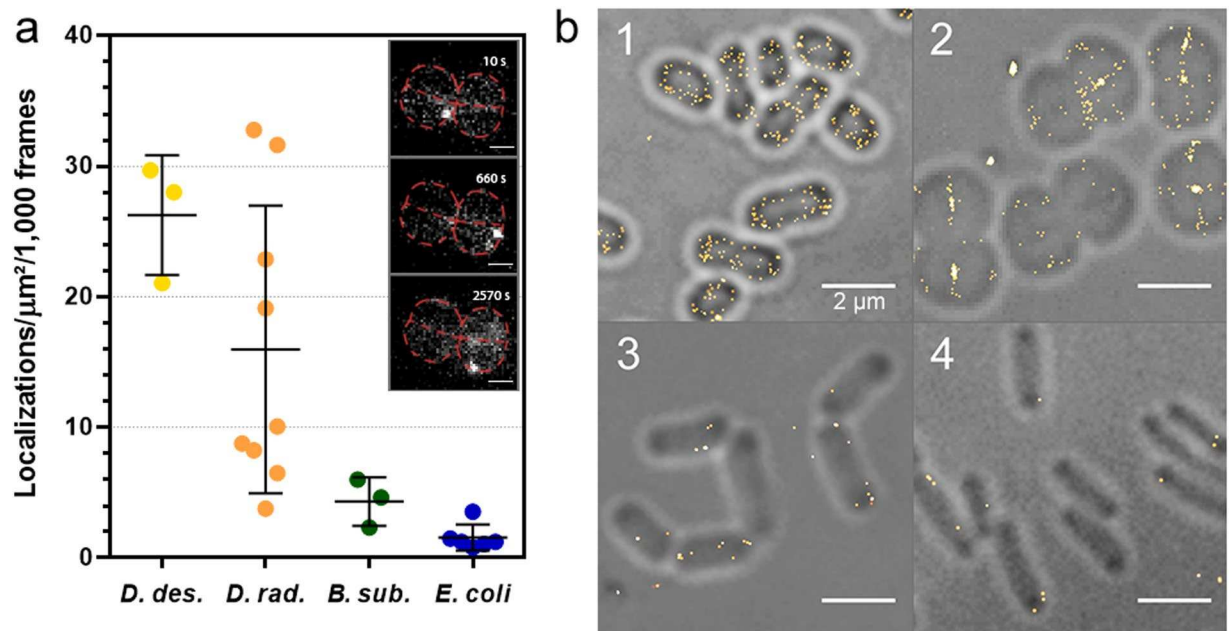 a
Localizations/μm²/1,000 frames
40
30
20
10
0
10 s
660 s
2570 s
D. des.
D. rad.
B. sub.
E. coli
b
1
2
2 μm
3
4